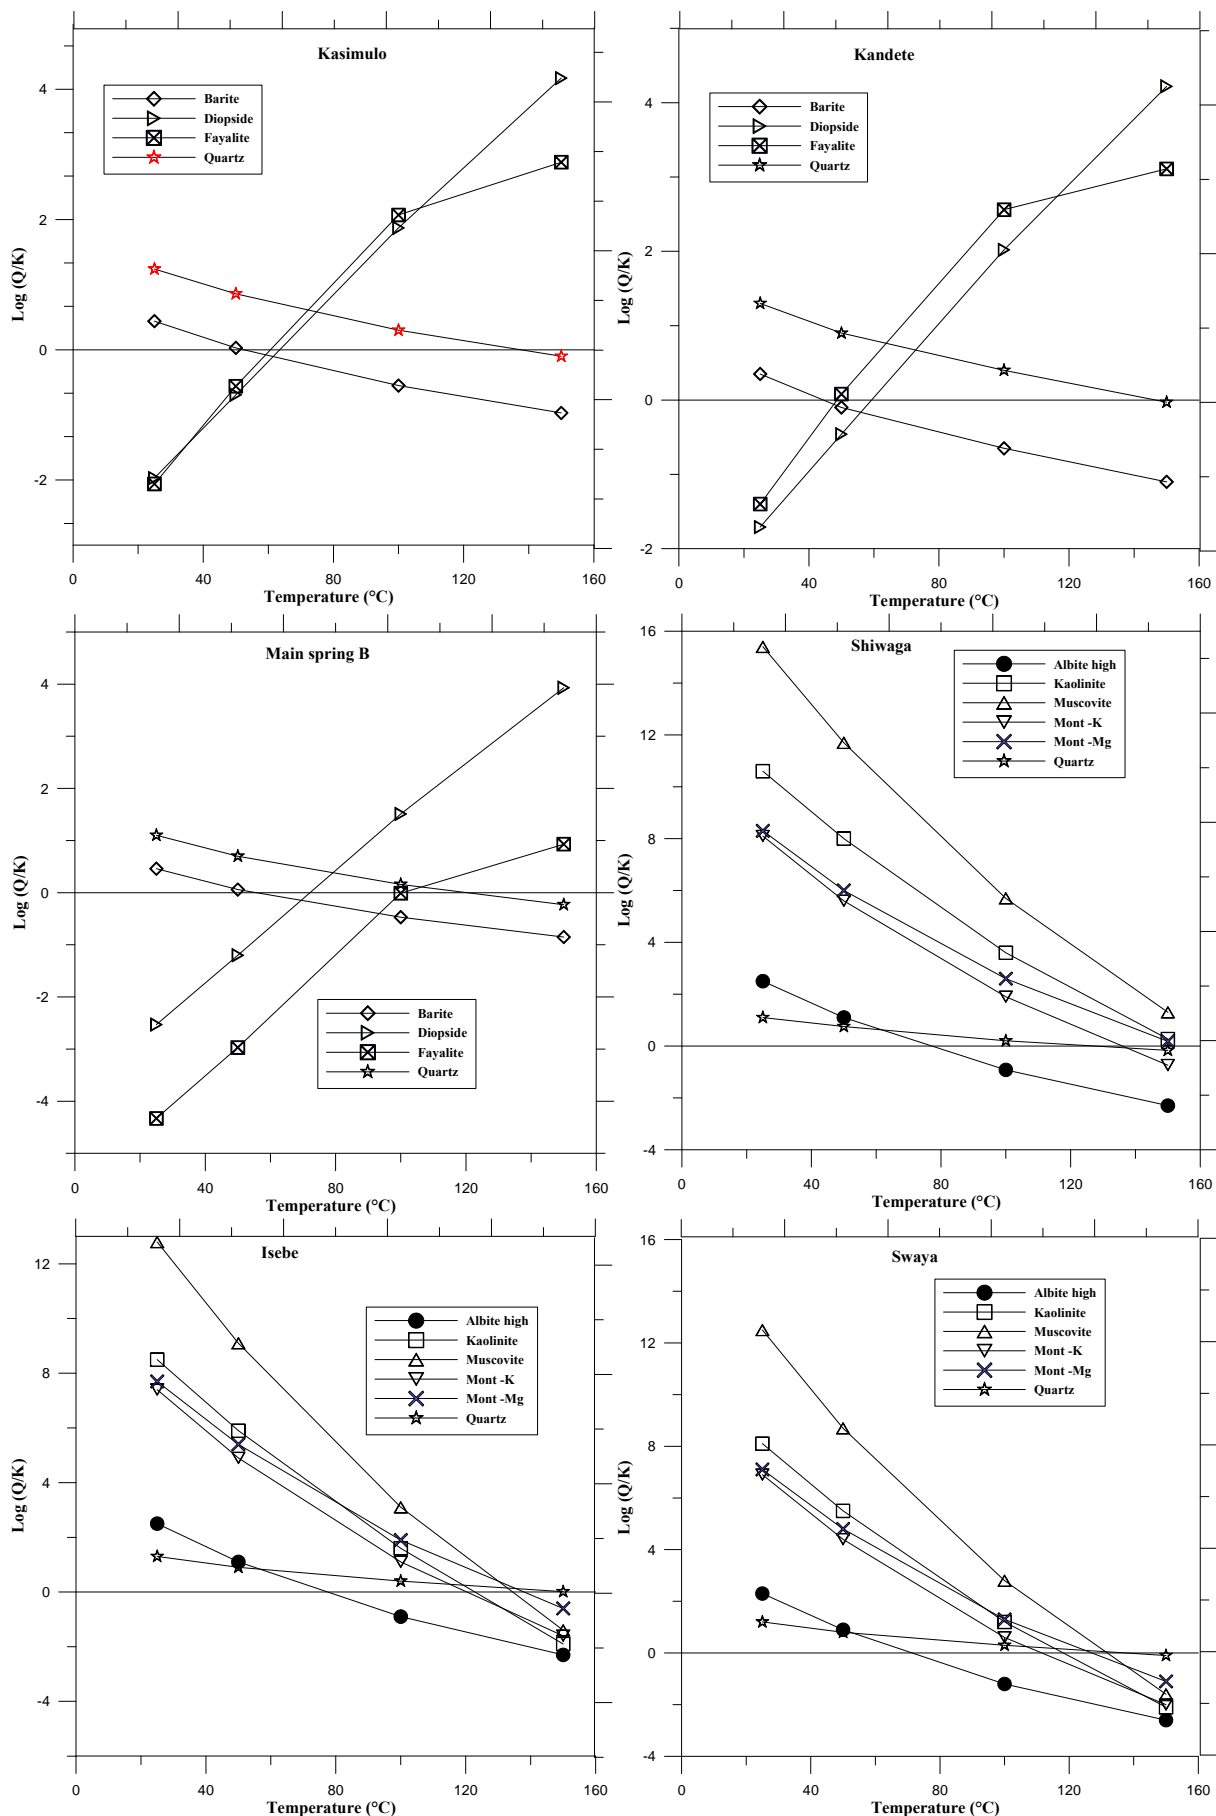 Kasimulo
Barite
Diopside
Fayalite
Quartz
4
2
0
-2
Log (Q/K)
0 40 80 120 160
Temperature (°C)
Kandete
Barite
Diopside
Fayalite
Quartz
4
2
0
-2
Log (Q/K)
0 40 80 120 160
Temperature (°C)
Main spring B
4
2
0
-2
-4
Log (Q/K)
Barite
Diopside
Fayalite
Quartz
0 40 80 120 160
Temperature (°C)
Shiwaga
Albite high
Kaolinite
Muscovite
Mont -K
Mont -Mg
Quartz
16
12
8
4
0
-4
Log (Q/K)
0 40 80 120 160
Temperature (°C)
Isebe
Albite high
Kaolinite
Muscovite
Mont -K
Mont -Mg
Quartz
12
8
4
0
-4
Log (Q/K)
0 40 80 120 160
Temperature (°C)
Swaya
Albite high
Kaolinite
Muscovite
Mont -K
Mont -Mg
Quartz
16
12
8
4
0
-4
Log (Q/K)
0 40 80 120 160
Temperature (°C)